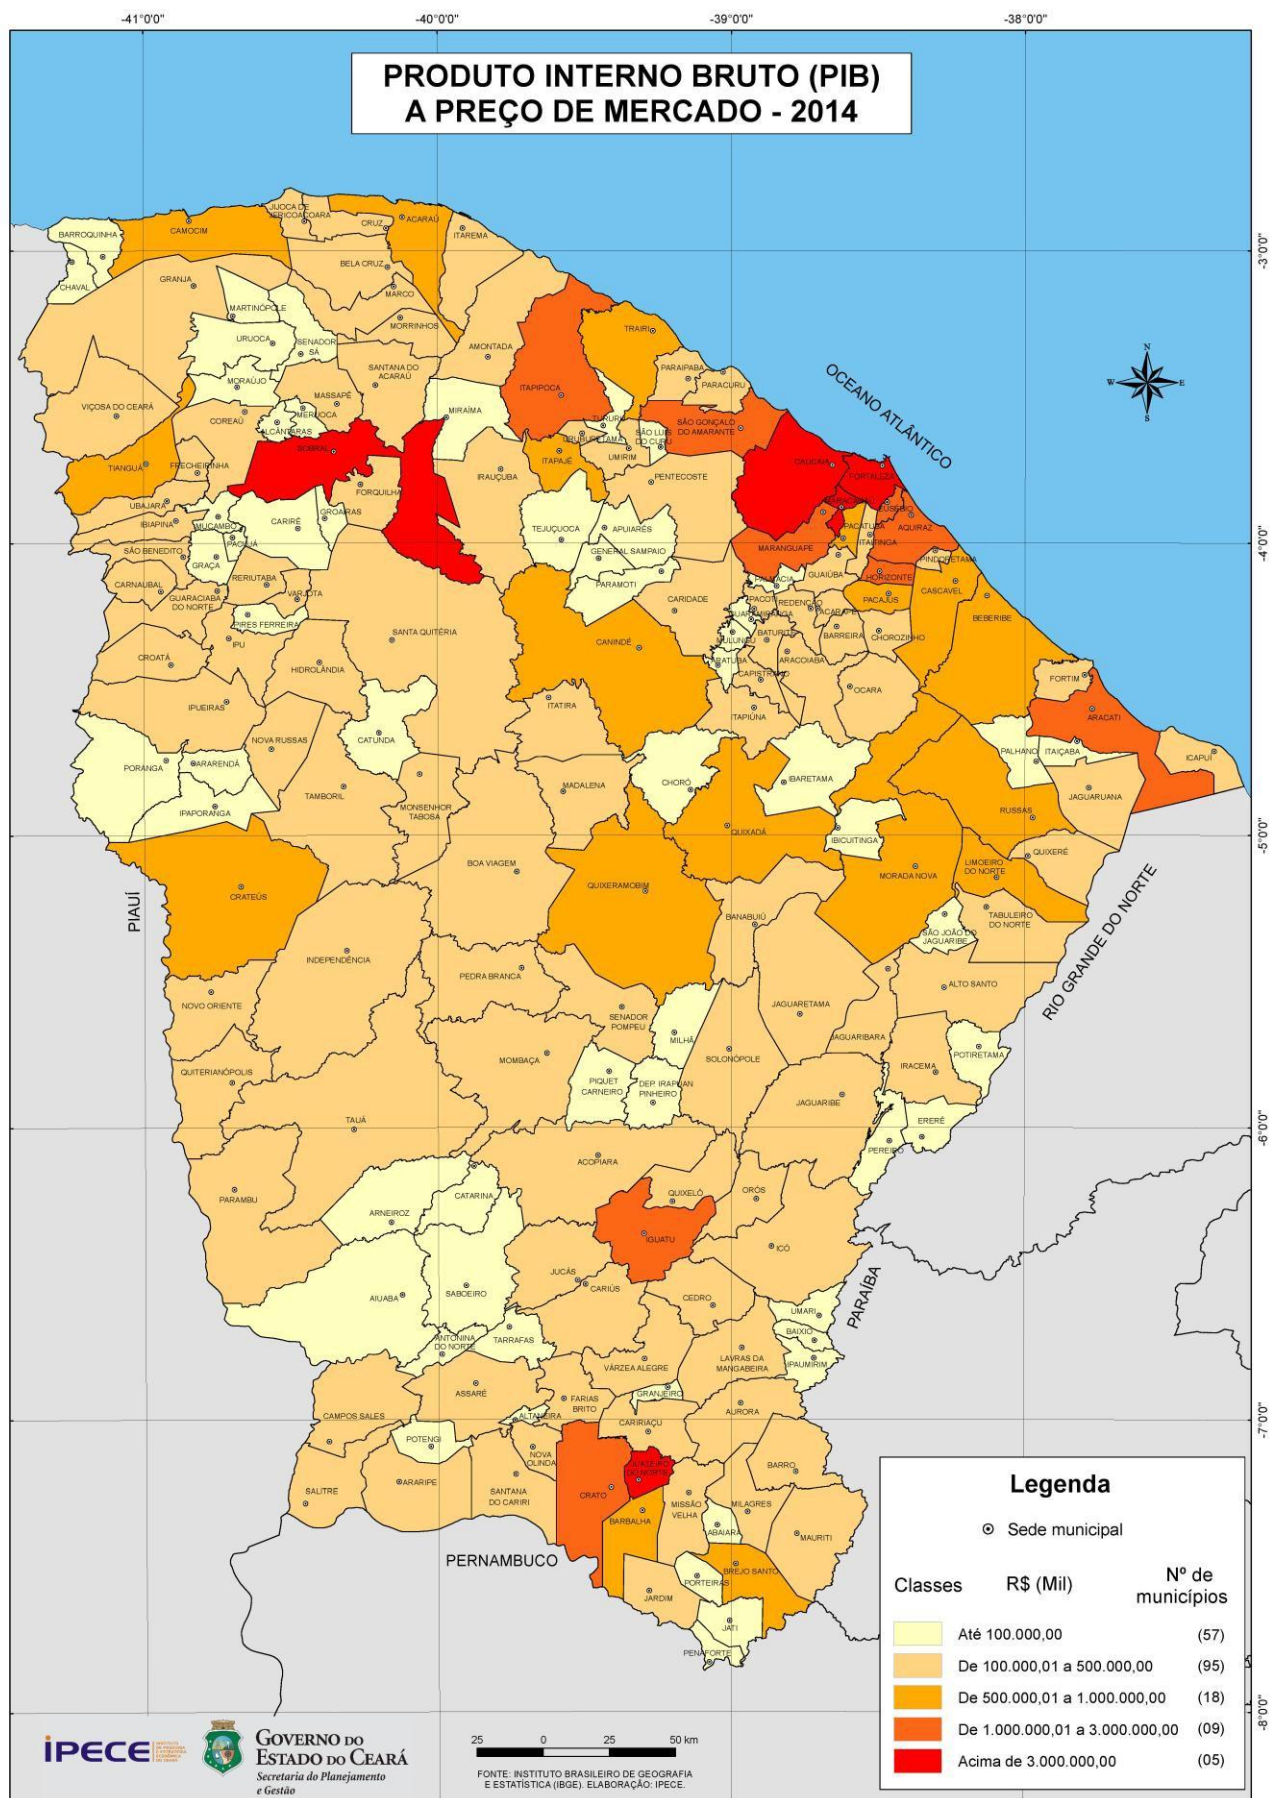 -41°0'0"
-40°0'0"
-39°0'0"
-38°0'0"
PRODUTO INTERNO BRUTO (PIB)
A PREÇO DE MERCADO - 2014
-3°0'0"
-4°0'0"
-5°0'0"
-6°0'0"
-7°0'0"
-8°0'0"
OCEANO ATLÂNTICO
N
W
E
S
PIAUÍ
RIO GRANDE DO NORTE
PARAÍBA
PERNAMBUCO
BARROQUINHA
CHAVAL
CAMOCIM
JIJOCA DE
JERICOACOARA
CRUZ
ACARAÚ
ITAREMA
BELA CRUZ
GRANJA
MARCO
MARTINÓPOLE
MORRINHOS
URUOCA
SENADOR
SÁ
AMONTADA
TRAIRI
SANTANA DO
ACARAÚ
MORAÚJO
ITAPIPOCA
PARAIPABA
PARACURU
MASSAPÊ
VIÇOSA DO CEARÁ
COREAÚ
MERUOCA
ALCÂNTARAS
MIRAÍMA
TURURU
SÃO LUIS
DO CURU
SÃO GONÇALO
DO AMARANTE
URUBURETAMA
UMIRIM
SOBRAL
TIANGUÁ
FRECHEIRINHA
IRAUÇUBA
ITAPAJÉ
PENTECOSTE
CAUCAIA
FORTALEZA
FORQUILHA
UBAJARA
IBIAPINA
MUCAMBO
CARIRÉ
GROAÍRAS
MARACANAÚ
EUSÉBIO
AQUIRAZ
PACATUBA
ITAITINGA
TEJUÇUOCA
APUIARÉS
MARANGUAPE
PACUJÁ
SÃO BENEDITO
GRAÇA
GENERAL SAMPAIO
PINDORETAMA
CARNAUBAL
RERIUTABA
PARAMOTI
PALMÁCIA
GUAIÚBA
HORIZONTE
GUARACIABA
DO NORTE
VARJOTA
PACOTI
REDENÇÃO
PACAJUS
CASCAVEL
CARIDADE
GUARAMIRANGA
ACARAPE
BEBERIBE
PIRES FERREIRA
MULUNGU
BATURITÉ
BARREIRA
CHOROZINHO
IPU
SANTA QUITÉRIA
CANINDÉ
CROATÁ
HIDROLÂNDIA
ARATUBA
ARACOIABA
CAPISTRANO
FORTIM
OCARA
IPUEIRAS
ITATIRA
ITAPIÚNA
ARACATI
NOVA RUSSAS
CATUNDA
PALHANO
ITAIÇABA
ICAPUÍ
PORANGA
ARARENDÁ
CHORÓ
IBARETAMA
MADALENA
TAMBORIL
JAGUARUANA
IPAPORANGA
MONSENHOR
TABOSA
RUSSAS
QUIXADÁ
IBICUITINGA
QUIXERÉ
BOA VIAGEM
MORADA NOVA
LIMOEIRO
DO NORTE
CRATEÚS
QUIXERAMOBIM
BANABUIÚ
TABULEIRO
DO NORTE
SÃO JOÃO DO
JAGUARIBE
INDEPENDÊNCIA
PEDRA BRANCA
ALTO SANTO
NOVO ORIENTE
JAGUARETAMA
SENADOR
POMPEU
MILHÃ
JAGUARIBARA
MOMBAÇA
SOLONÓPOLE
POTIRETAMA
IRACEMA
QUITERIANÓPOLIS
PIQUET
CARNEIRO
DEP. IRAPUAN
PINHEIRO
JAGUARIBE
TAUÁ
ERERÊ
PEREIRO
ACOPIARA
CATARINA
QUIXELÔ
ORÓS
PARAMBU
ARNEIROZ
IGUATU
ICÓ
JUCÁS
AIUABA
SABOEIRO
CARIÚS
CEDRO
UMARI
ANTONINA
DO NORTE
TARRAFAS
BAIXIO
VÁRZEA ALEGRE
LAVRAS DA
MANGABEIRA
IPAUMIRIM
ASSARÉ
GRANJEIRO
FARIAS
BRITO
AURORA
CAMPOS SALES
ALTANEIRA
CARIRIAÇU
POTENGI
NOVA
OLINDA
JUAZEIRO
DO NORTE
BARRO
SALITRE
ARARIPE
SANTANA
DO CARIRI
CRATO
MISSÃO
VELHA
MILAGRES
BARBALHA
ABAIARA
MAURITI
BREJO SANTO
PORTEIRAS
JARDIM
JATI
PENAFORTE
Legenda
Sede municipal
Classes R$ (Mil) Nº de
municípios
Até 100.000,00 (57)
De 100.000,01 a 500.000,00 (95)
De 500.000,01 a 1.000.000,00 (18)
De 1.000.000,01 a 3.000.000,00 (09)
Acima de 3.000.000,00 (05)
iPECE
GOVERNO DO
ESTADO DO CEARÁ
Secretaria do Planejamento
e Gestão
25 0 25 50 km
FONTE: INSTITUTO BRASILEIRO DE GEOGRAFIA
E ESTATÍSTICA (IBGE). ELABORAÇÃO: IPECE.